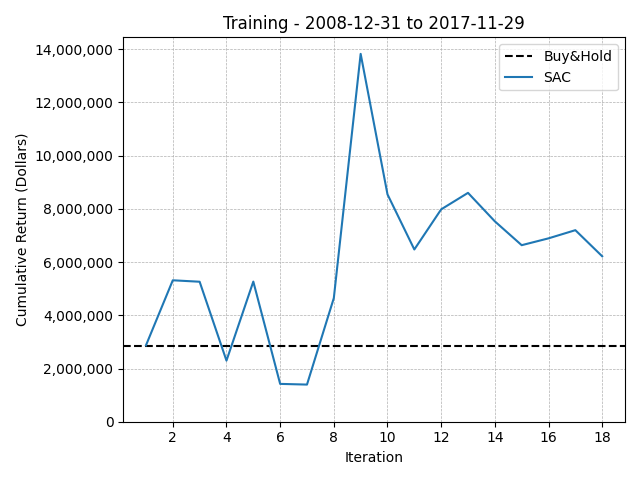 Training - 2008-12-31 to 2017-11-29
Buy&Hold
SAC
Cumulative Return (Dollars)
14,000,000
12,000,000
10,000,000
8,000,000
6,000,000
4,000,000
2,000,000
0
2 4 6 8 10 12 14 16 18
Iteration